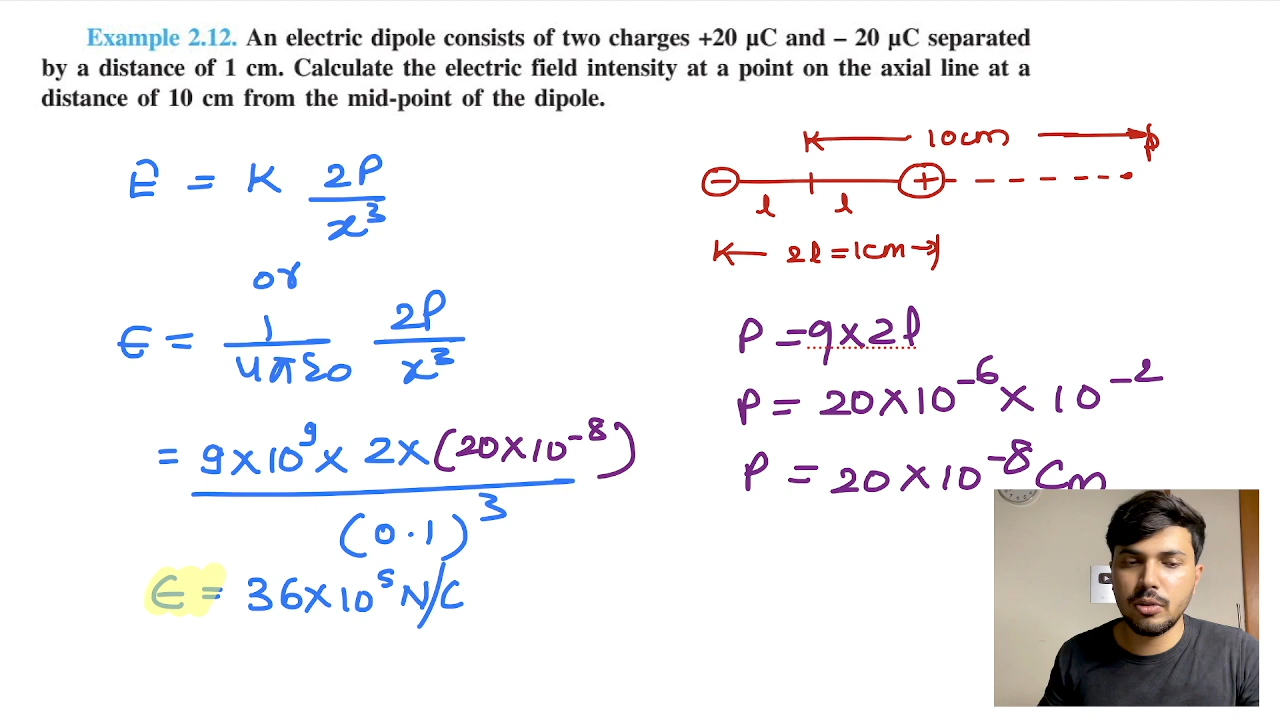 Example 2.12. An electric dipole consists of two charges +20 µC and – 20 µC separated
by a distance of 1 cm. Calculate the electric field intensity at a point on the axial line at a
distance of 10 cm from the mid-point of the dipole.
E = K 2P / x³
or
E = 1 / 4πε0 2P / x³
= 9×10⁹ × 2×(20×10⁻⁸) / (0.1)³
E = 36×10⁵ N/C
10cm P
− +
l l
2l=1cm
P = q×2l
P = 20×10⁻⁶ × 10⁻²
P = 20×10⁻⁸ Cm